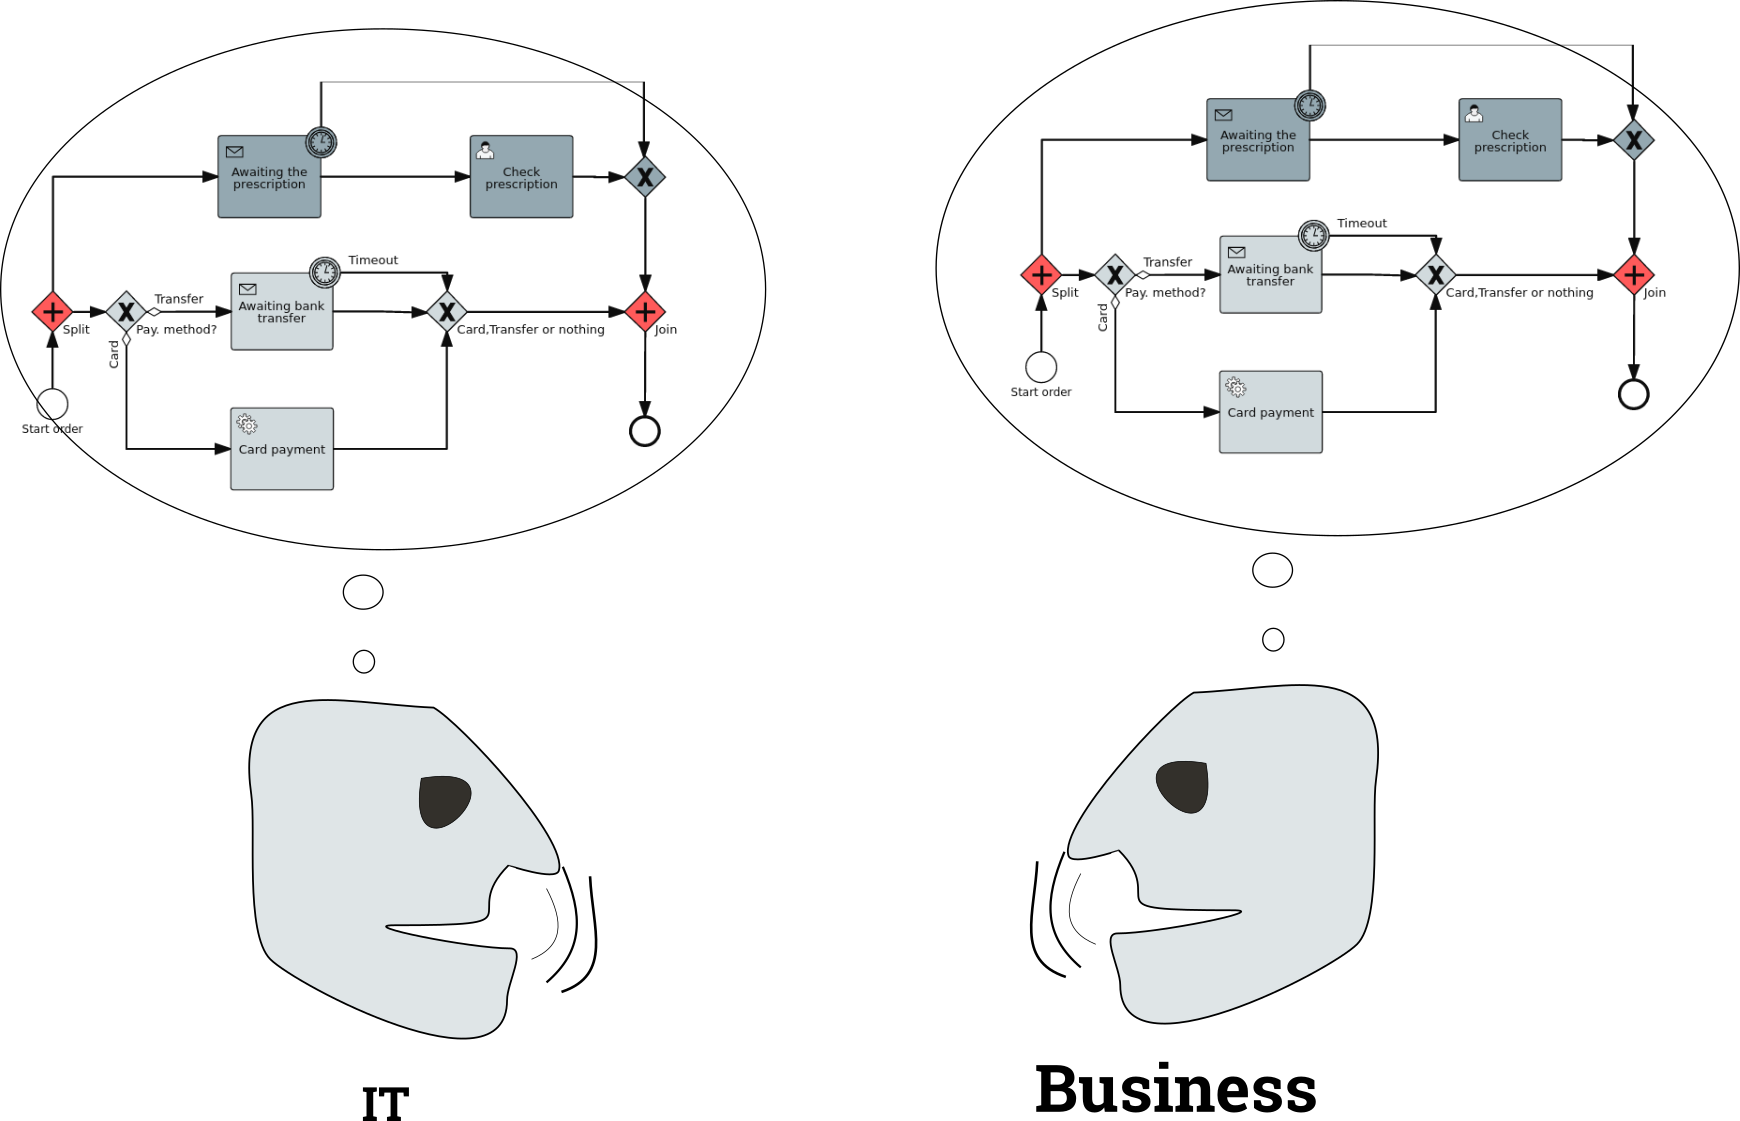 Awaiting the
prescription
Check
prescription
Timeout
Transfer
Split
Pay. method?
Awaiting bank
transfer
Card,Transfer or nothing
Join
Card
Start order
Card payment
Awaiting the
prescription
Check
prescription
Timeout
Transfer
Split
Pay. method?
Awaiting bank
transfer
Card,Transfer or nothing
Join
Card
Start order
Card payment
IT
Business